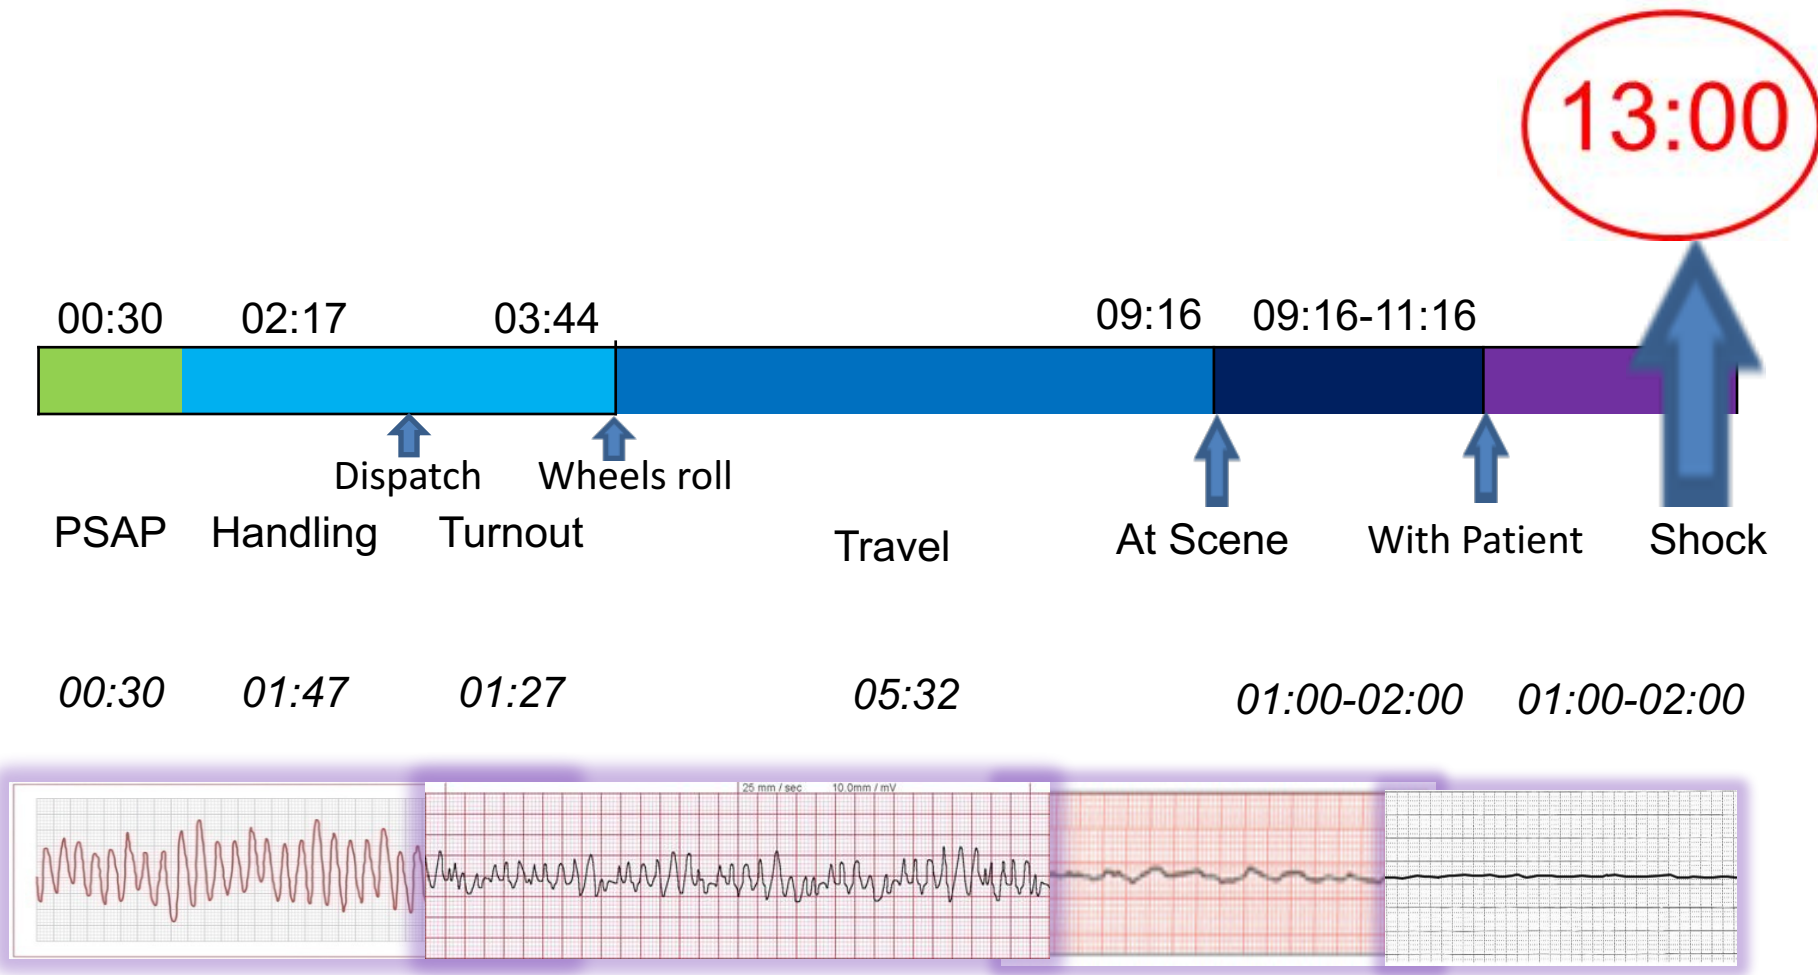 13:00
00:30 02:17 03:44 09:16 09:16-11:16
Dispatch Wheels roll
PSAP Handling Turnout Travel At Scene With Patient Shock
00:30 01:47 01:27 05:32 01:00-02:00 01:00-02:00
25 mm / sec 10.0mm / mV